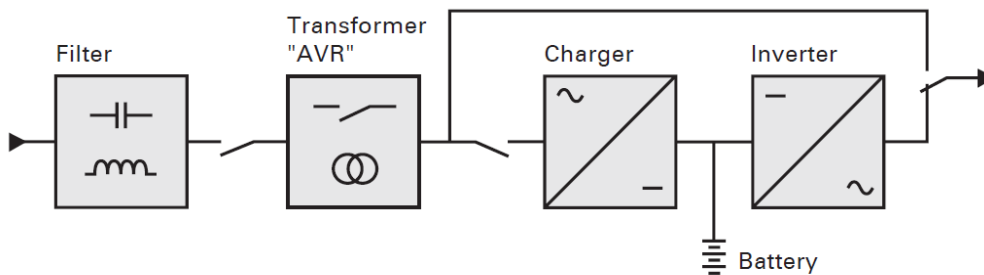 Filter
Transformer
"AVR"
Charger
Inverter
Battery